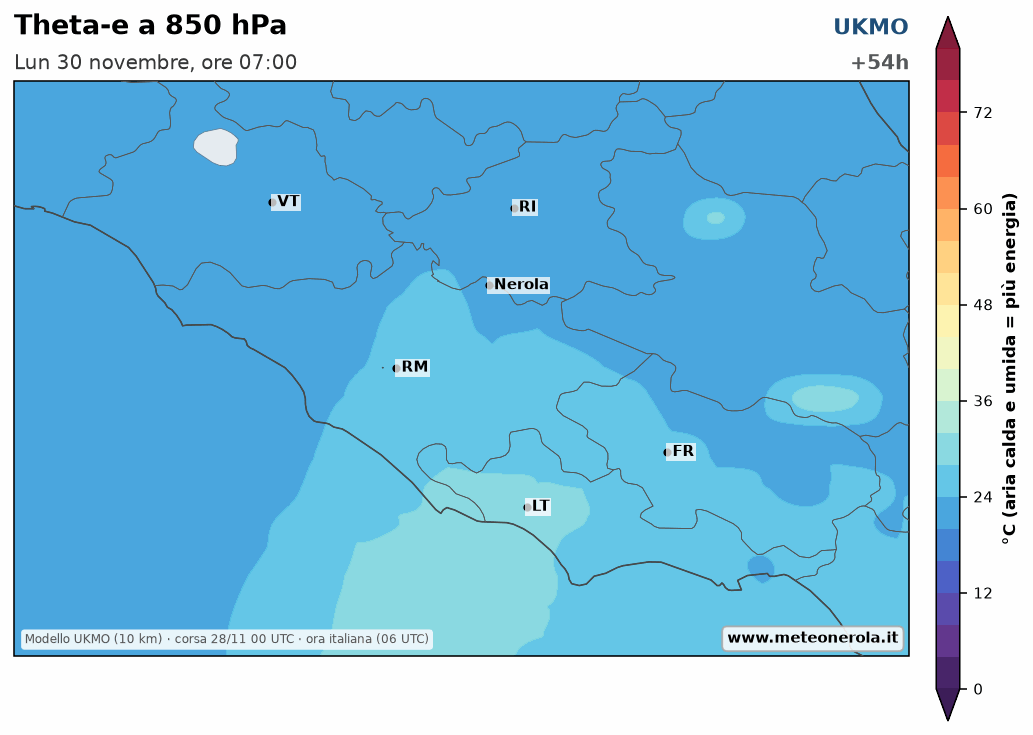 Theta-e a 850 hPa
UKMO
Lun 30 novembre, ore 07:00
+54h
VT
RI
Nerola
RM
FR
LT
72
60
48
36
24
12
0
°C (aria calda e umida = più energia)
Modello UKMO (10 km) · corsa 28/11 00 UTC · ora italiana (06 UTC)
www.meteonerola.it